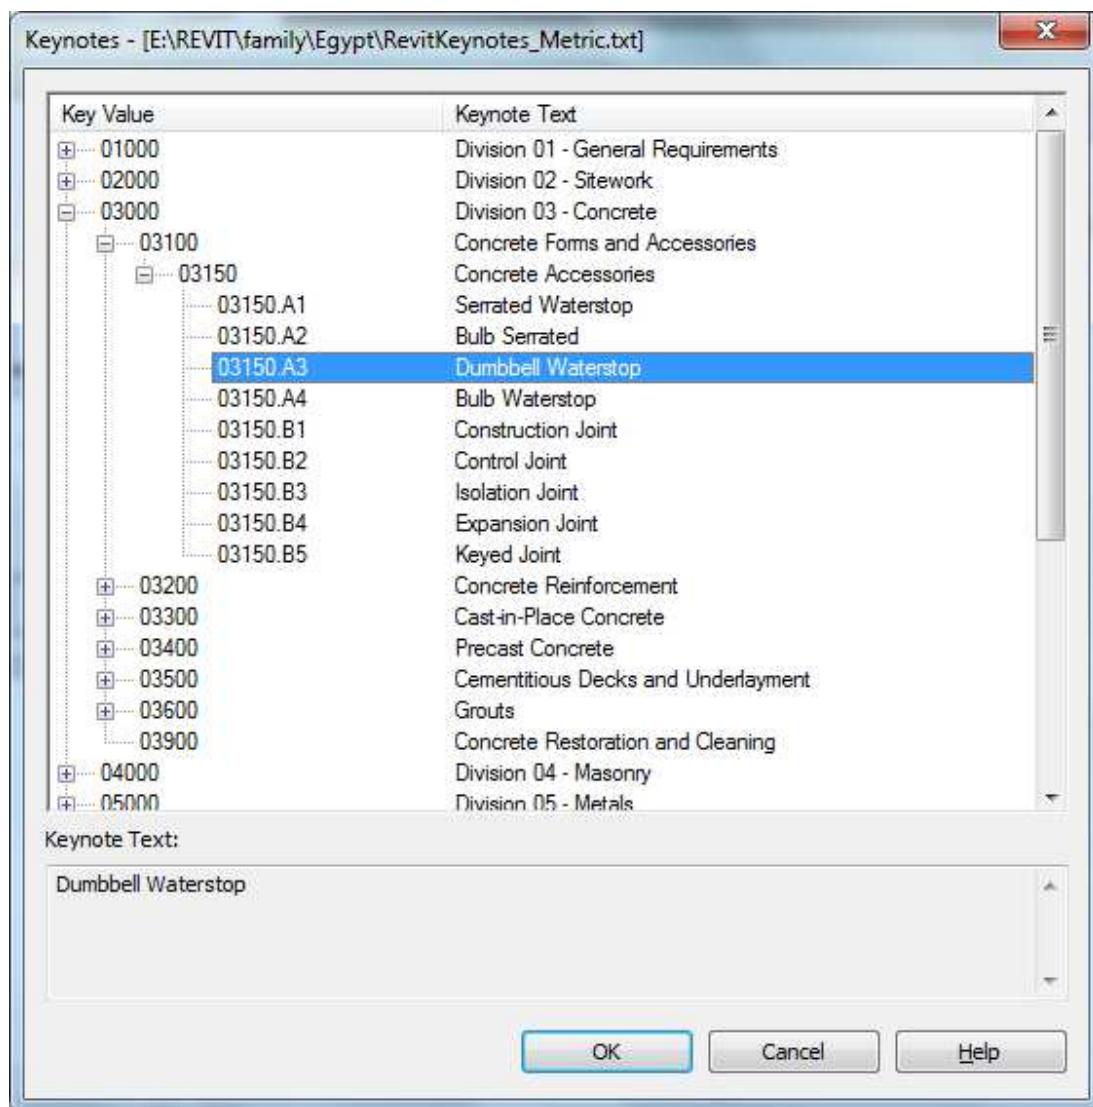 Keynotes - [E:\REVIT\family\Egypt\RevitKeynotes_Metric.txt]
Key Value Keynote Text
01000 Division 01 - General Requirements
02000 Division 02 - Sitework
03000 Division 03 - Concrete
03100 Concrete Forms and Accessories
03150 Concrete Accessories
03150.A1 Serrated Waterstop
03150.A2 Bulb Serrated
03150.A3 Dumbbell Waterstop
03150.A4 Bulb Waterstop
03150.B1 Construction Joint
03150.B2 Control Joint
03150.B3 Isolation Joint
03150.B4 Expansion Joint
03150.B5 Keyed Joint
03200 Concrete Reinforcement
03300 Cast-in-Place Concrete
03400 Precast Concrete
03500 Cementitious Decks and Underlayment
03600 Grouts
03900 Concrete Restoration and Cleaning
04000 Division 04 - Masonry
05000 Division 05 - Metals
Keynote Text:
Dumbbell Waterstop
OK Cancel Help